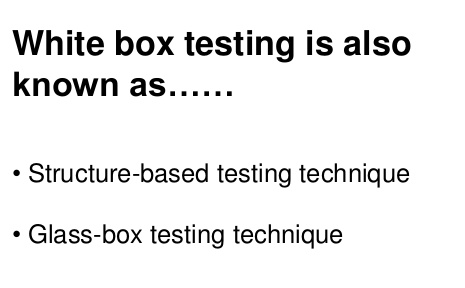 White box testing is also
known as……
• Structure-based testing technique
• Glass-box testing technique